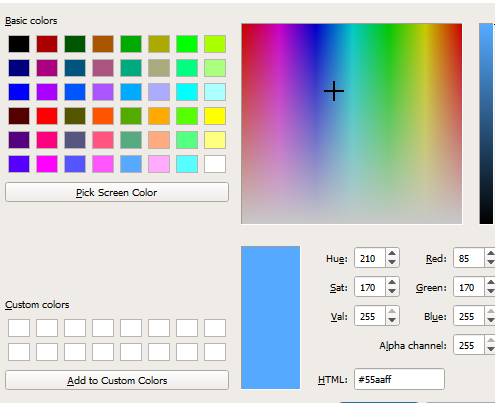 Basic colors
Pick Screen Color
Hue: 210 Red: 85
Sat: 170 Green: 170
Val: 255 Blue: 255
Custom colors
Alpha channel: 255
Add to Custom Colors
HTML: #55aaff